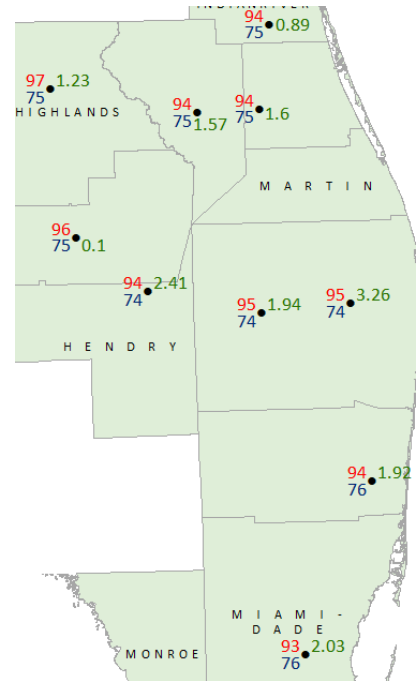 INDIAN RIVER
94
75 0.89
97 1.23
75
HIGHLANDS
94
75 1.57
94
75 1.6
MARTIN
96
75 0.1
94 2.41
74
95 1.94
74
95 3.26
74
HENDRY
94 1.92
76
MIAMI-
DADE
93 2.03
76
MONROE